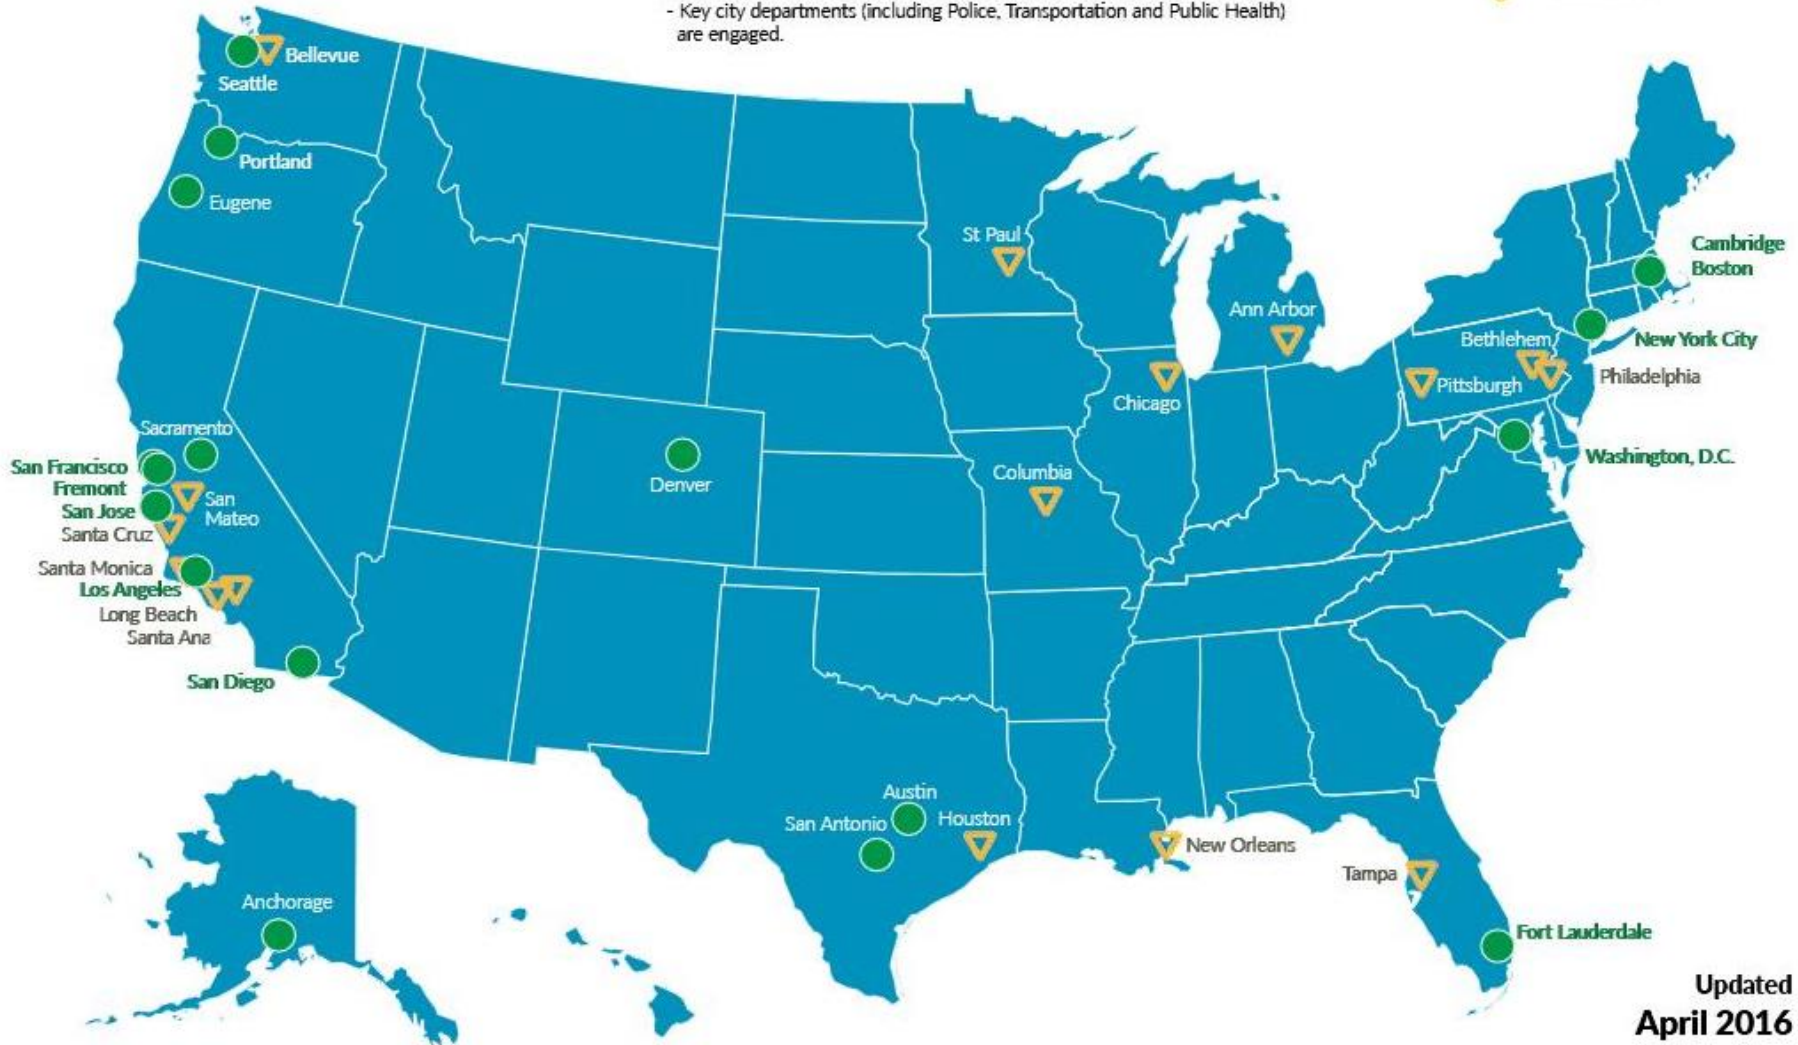 - Key city departments (including Police, Transportation and Public Health)
are engaged.
Bellevue
Seattle
Portland
Eugene
St Paul
Cambridge
Boston
Ann Arbor
New York City
Bethlehem
Philadelphia
Pittsburgh
Chicago
Sacramento
Washington, D.C.
San Francisco
Fremont
San Jose
San
Mateo
Santa Cruz
Denver
Columbia
Santa Monica
Los Angeles
Long Beach
Santa Ana
San Diego
Austin
San Antonio
Houston
New Orleans
Tampa
Anchorage
Fort Lauderdale
Updated
April 2016